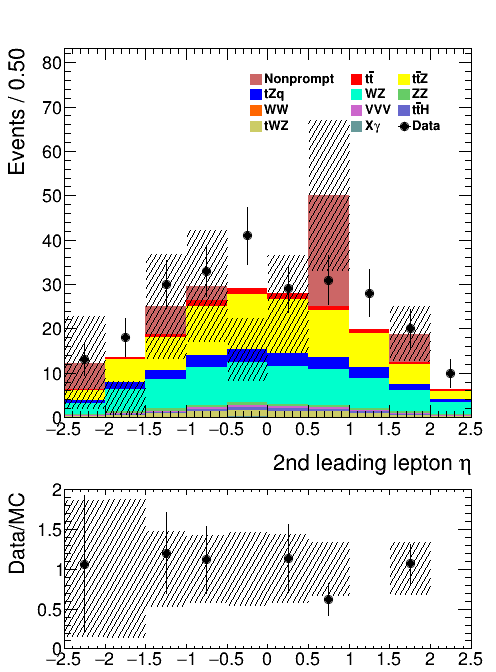 Events / 0.50
80
70
60
50
40
30
20
10
0
Nonprompt tt̄ tt̄Z
tZq WZ ZZ
WW VVV tt̄H
tWZ Xγ Data
−2.5 −2 −1.5 −1 −0.5 0 0.5 1 1.5 2 2.5
2nd leading lepton η
Data/MC
2
1.5
1
0.5
0
−2.5 −2 −1.5 −1 −0.5 0 0.5 1 1.5 2 2.5